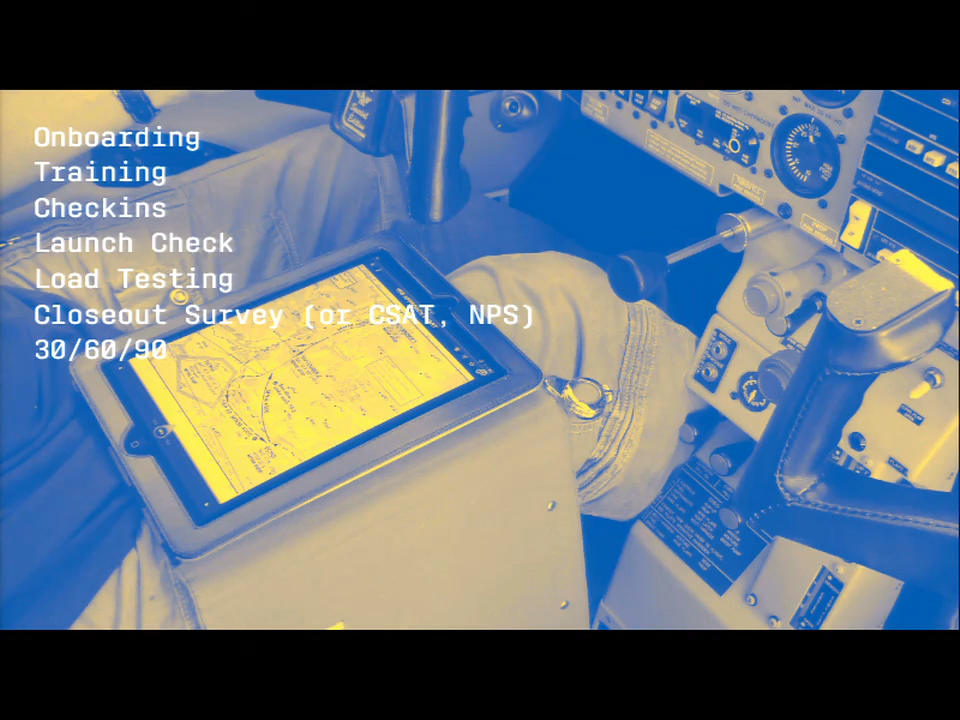 Onboarding
Training
Checkins
Launch Check
Load Testing
Closeout Survey (or CSAT, NPS)
30/60/90